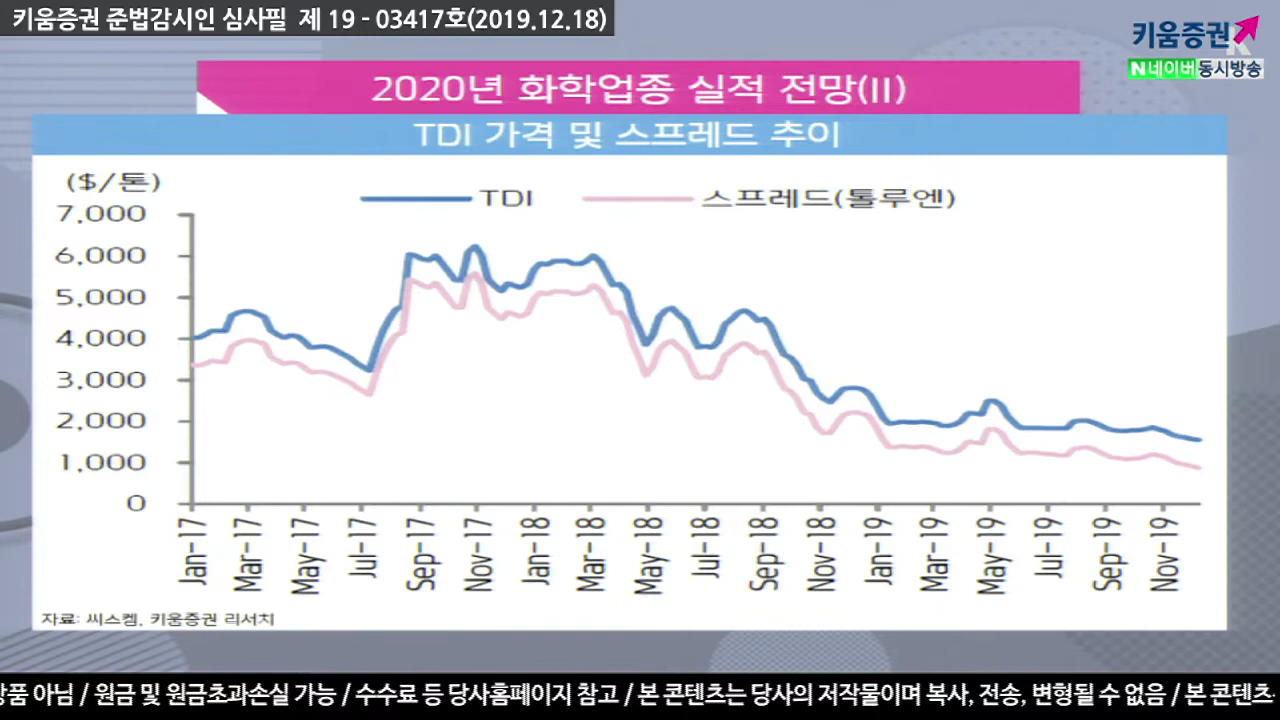 키움증권 준법감시인 심사필 제 19 - 03417호(2019.12.18)
키움증권
N네이버 동시방송
2020년 화학업종 실적 전망(II)
TDI 가격 및 스프레드 추이
($/톤)
TDI 스프레드(톨루엔)
7,000
6,000
5,000
4,000
3,000
2,000
1,000
0
Jan-17 Mar-17 May-17 Jul-17 Sep-17 Nov-17 Jan-18 Mar-18 May-18 Jul-18 Sep-18 Nov-18 Jan-19 Mar-19 May-19 Jul-19 Sep-19 Nov-19
자료: 씨스켐, 키움증권 리서치
상품 아님 / 원금 및 원금초과손실 가능 / 수수료 등 당사홈페이지 참고 / 본 콘텐츠는 당사의 저작물이며 복사, 전송, 변형될 수 없음 / 본 콘텐츠